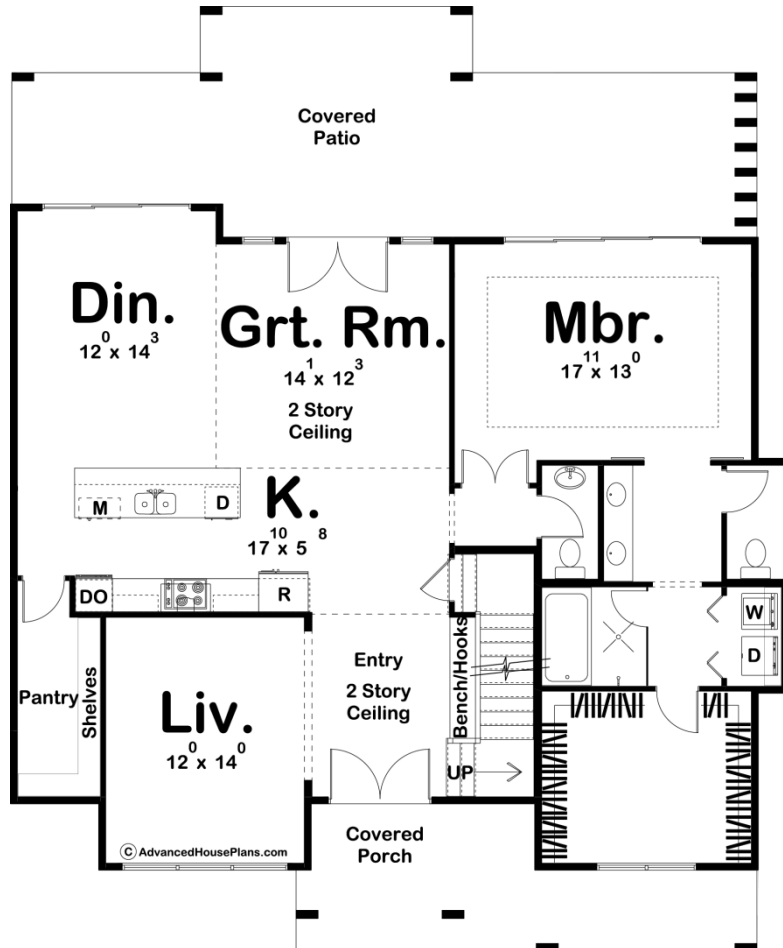 Covered
Patio
Din.
12⁰ x 14³
Grt. Rm.
14¹ x 12³
2 Story
Ceiling
Mbr.
17¹¹ x 13⁰
M
D
K.
17¹⁰ x 5⁸
DO
R
W
D
Pantry
Shelves
Liv.
12⁰ x 14⁰
Entry
2 Story
Ceiling
Bench/Hooks
UP
© AdvancedHousePlans.com
Covered
Porch